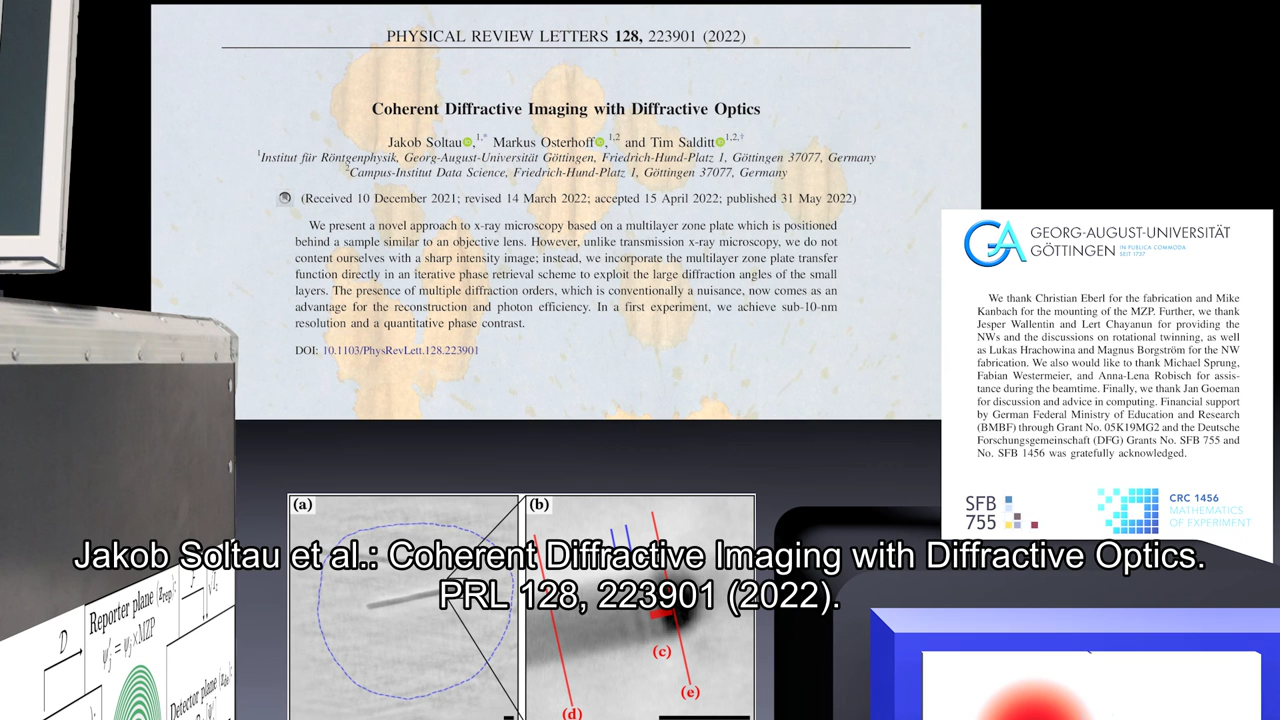 PHYSICAL REVIEW LETTERS 128, 223901 (2022)
Coherent Diffractive Imaging with Diffractive Optics
Jakob Soltau,1,* Markus Osterhoff,1,2 and Tim Salditt1,2,†
1Institut für Röntgenphysik, Georg-August-Universität Göttingen, Friedrich-Hund-Platz 1, Göttingen 37077, Germany
2Campus-Institut Data Science, Friedrich-Hund-Platz 1, Göttingen 37077, Germany
(Received 10 December 2021; revised 14 March 2022; accepted 15 April 2022; published 31 May 2022)
We present a novel approach to x-ray microscopy based on a multilayer zone plate which is positioned
behind a sample similar to an objective lens. However, unlike transmission x-ray microscopy, we do not
content ourselves with a sharp intensity image; instead, we incorporate the multilayer zone plate transfer
function directly in an iterative phase retrieval scheme to exploit the large diffraction angles of the small
layers. The presence of multiple diffraction orders, which is conventionally a nuisance, now comes as an
advantage for the reconstruction and photon efficiency. In a first experiment, we achieve sub-10-nm
resolution and a quantitative phase contrast.
DOI: 10.1103/PhysRevLett.128.223901
GEORG-AUGUST-UNIVERSITÄT
GÖTTINGEN
IN PUBLICA COMMODA
SEIT 1737
We thank Christian Eberl for the fabrication and Mike
Kanbach for the mounting of the MZP. Further, we thank
Jesper Wallentin and Lert Chayanun for providing the
NWs and the discussions on rotational twinning, as well
as Lukas Hrachowina and Magnus Borgström for the NW
fabrication. We also would like to thank Michael Sprung,
Fabian Westermeier, and Anna-Lena Robisch for assis-
tance during the beamtime. Finally, we thank Jan Goeman
for discussion and advice in computing. Financial support
by German Federal Ministry of Education and Research
(BMBF) through Grant No. 05K19MG2 and the Deutsche
Forschungsgemeinschaft (DFG) Grants No. SFB 755 and
No. SFB 1456 was gratefully acknowledged.
SFB
755
CRC 1456
MATHEMATICS
OF EXPERIMENT
(a)
(b)
(c)
(e)
(d)
Jakob Soltau et al.: Coherent Diffractive Imaging with Diffractive Optics.
PRL 128, 223901 (2022).
Reporter plane
Detector plane